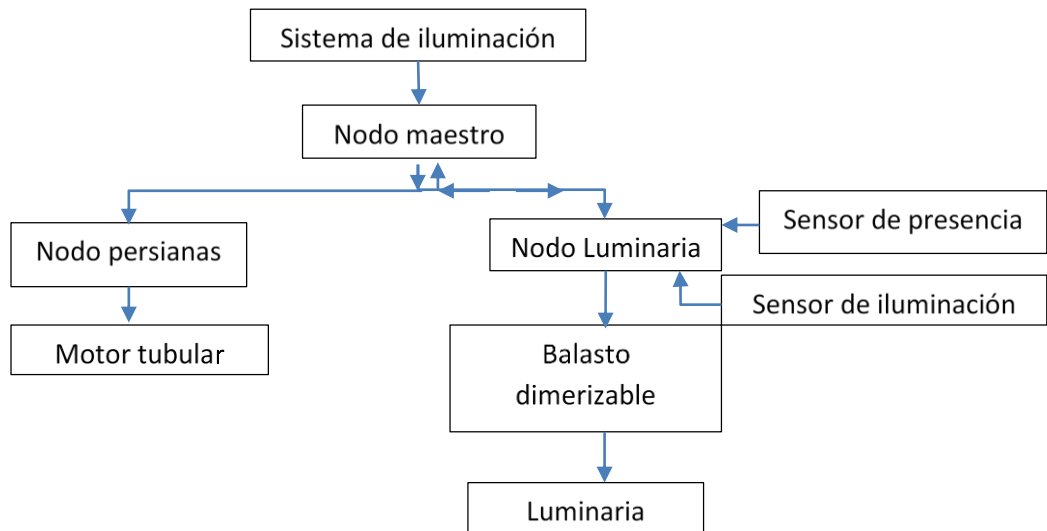 Sistema de iluminación
Nodo maestro
Nodo persianas
Nodo Luminaria
Sensor de presencia
Sensor de iluminación
Motor tubular
Balasto
dimerizable
Luminaria